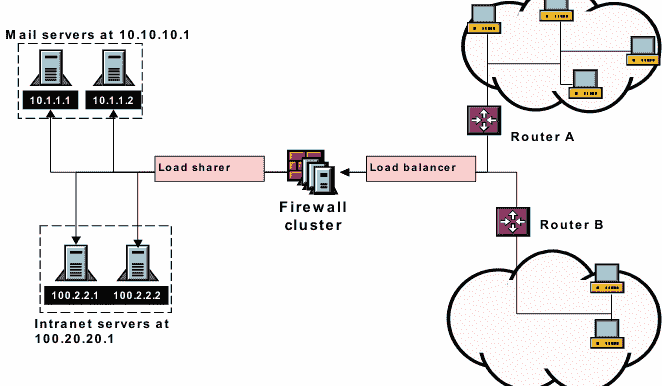 Mail servers at 10.10.10.1
10.1.1.1
10.1.1.2
Router A
Load sharer
Load balancer
Firewall
cluster
Router B
100.2.2.1
100.2.2.2
Intranet servers at
100.20.20.1